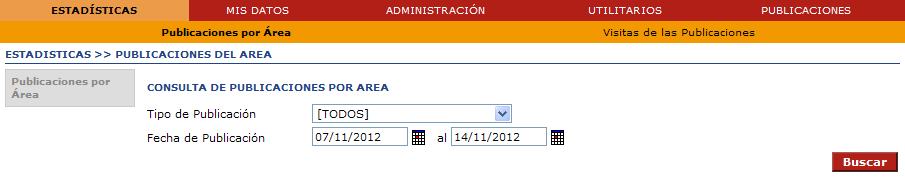 ESTADÍSTICAS MIS DATOS ADMINISTRACIÓN UTILITARIOS PUBLICACIONES
Publicaciones por Área Visitas de las Publicaciones
ESTADISTICAS >> PUBLICACIONES DEL AREA
Publicaciones por
Área
CONSULTA DE PUBLICACIONES POR AREA
Tipo de Publicación [TODOS]
Fecha de Publicación 07/11/2012 al 14/11/2012
Buscar